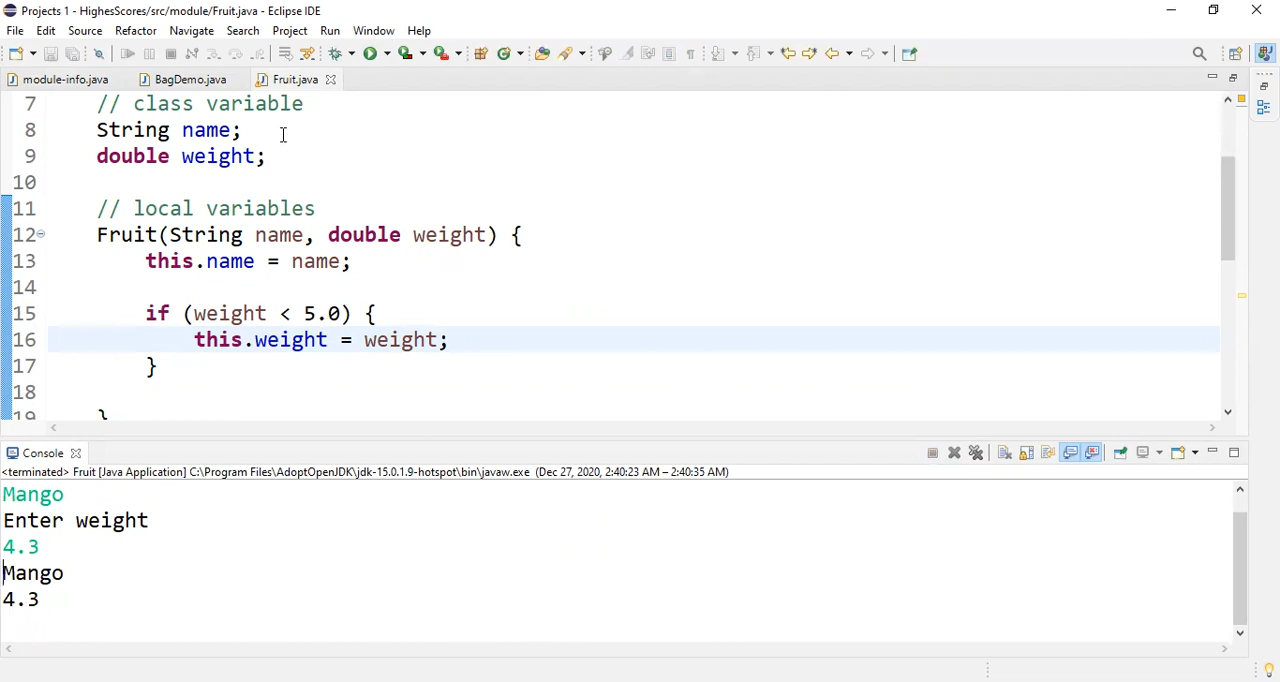 Projects 1 - HighesScores/src/module/Fruit.java - Eclipse IDE
File Edit Source Refactor Navigate Search Project Run Window Help
module-info.java BagDemo.java Fruit.java
7 // class variable
8 String name;
9 double weight;
10
11 // local variables
12 Fruit(String name, double weight) {
13 this.name = name;
14
15 if (weight < 5.0) {
16 this.weight = weight;
17 }
18
19 }
Console
<terminated> Fruit [Java Application] C:\Program Files\AdoptOpenJDK\jdk-15.0.1.9-hotspot\bin\javaw.exe (Dec 27, 2020, 2:40:23 AM – 2:40:35 AM)
Mango
Enter weight
4.3
Mango
4.3